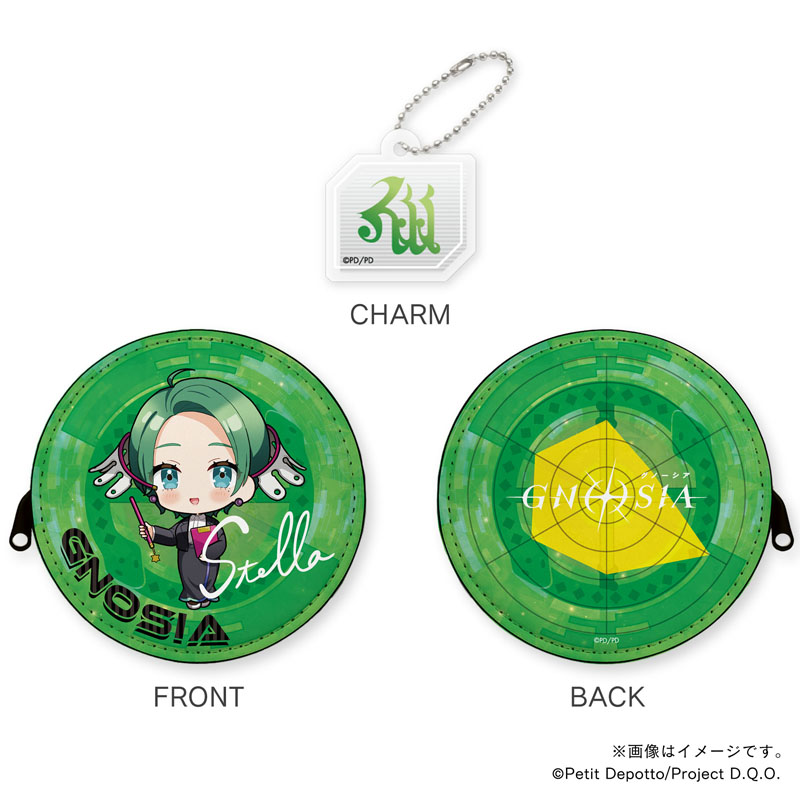 ©PD/PD
CHARM
GNOSIA
Stella
グノーシア
GNOSIA
©PD/PD
FRONT
BACK
※画像はイメージです。
©Petit Depotto/Project D.Q.O.